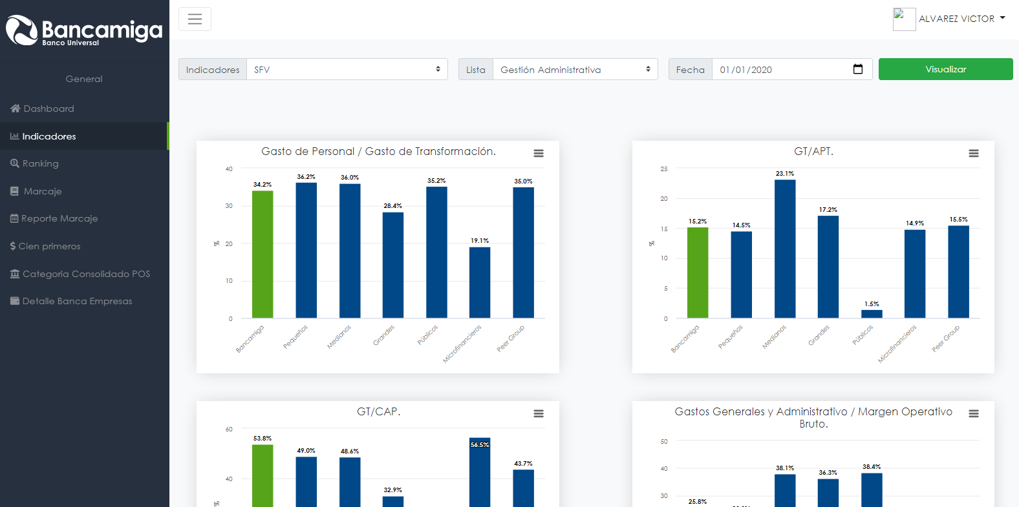 Bancamiga
Banco Universal
ALVAREZ VICTOR
General
Dashboard
Indicadores
Ranking
Marcaje
Reporte Marcaje
Cien primeros
Categoría Consolidado POS
Detalle Banca Empresas
Indicadores SFV
Lista Gestión Administrativa
Fecha 01/01/2020
Visualizar
Gasto de Personal / Gasto de Transformación.
%
40
30
20
10
0
34.2% 36.2% 36.0% 28.4% 35.2% 19.1% 35.0%
Bancamiga Pequeños Medianos Grandes Públicos Microfinancieros Peer Group
GT/APT.
%
25
20
15
10
5
0
15.2% 14.5% 23.1% 17.2% 1.5% 14.9% 15.5%
Bancamiga Pequeños Medianos Grandes Públicos Microfinancieros Peer Group
GT/CAP.
%
60
40
53.8% 49.0% 48.6% 32.9% 56.5% 43.7%
Gastos Generales y Administrativo / Margen Operativo
Bruto.
50
40
30
25.8% 38.1% 36.3% 38.4%